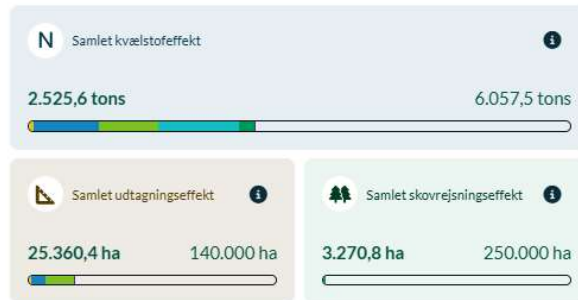 N Samlet kvælstofeffekt i
2.525,6 tons 6.057,5 tons
Samlet udtagningseffekt i
25.360,4 ha 140.000 ha
Samlet skovrejsningseffekt i
3.270,8 ha 250.000 ha